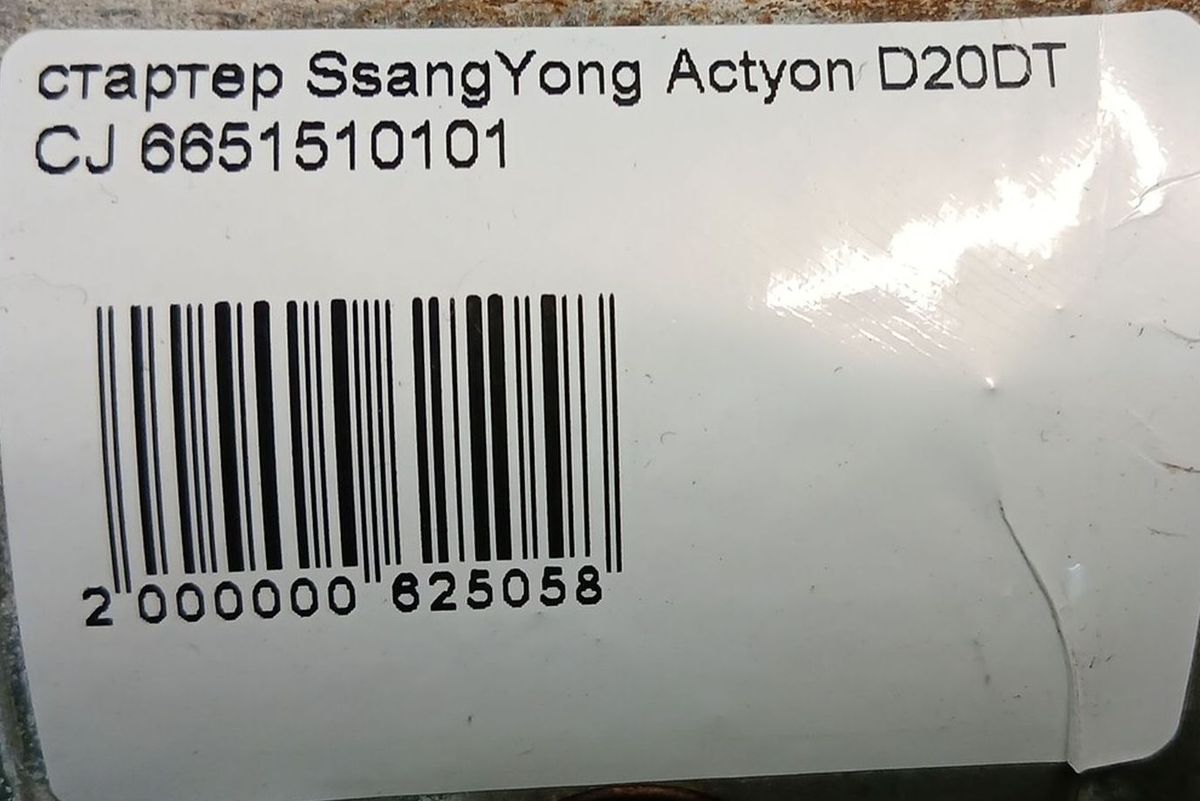 стартер SsangYong Actyon D20DT
CJ 6651510101
2 000000 625058